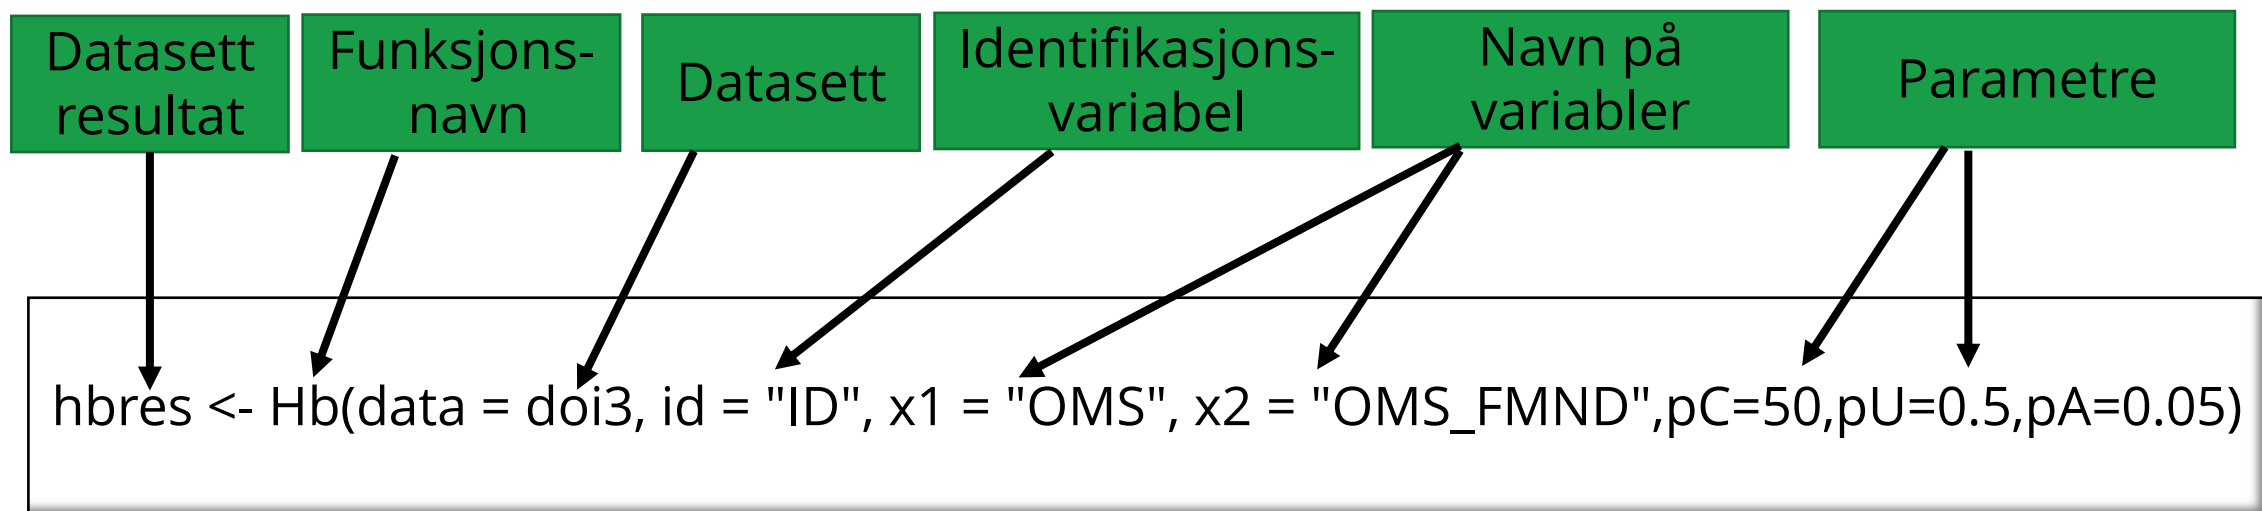 Datasett
resultat
Funksjons-
navn
Datasett
Identifikasjons-
variabel
Navn på
variabler
Parametre
hbres <- Hb(data = doi3, id = "ID", x1 = "OMS", x2 = "OMS_FMND",pC=50,pU=0.5,pA=0.05)